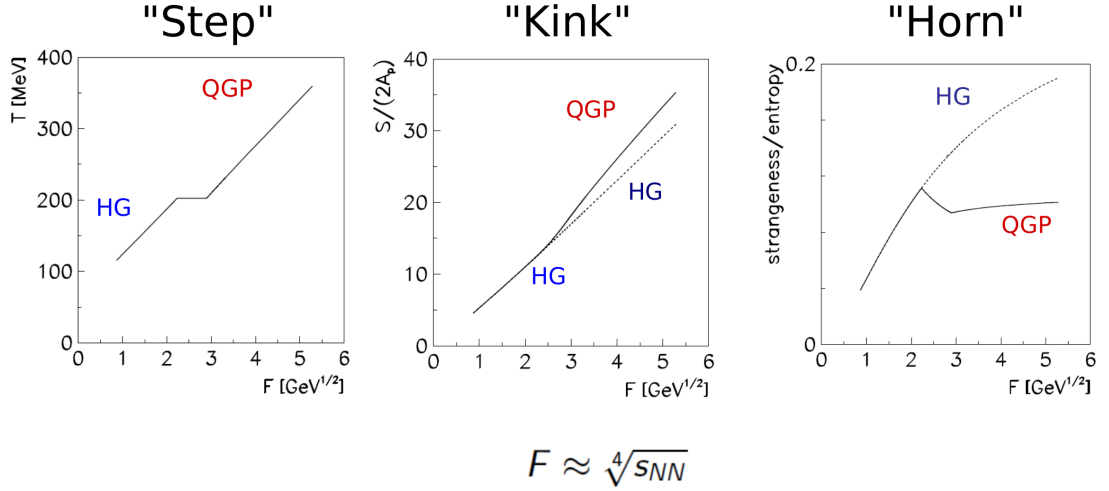 "Step"
"Kink"
"Horn"
T [MeV]
400
300
200
100
0
QGP
HG
0 1 2 3 4 5 6
F [GeV^{1/2}]
S/(2A_p)
40
30
20
10
0
QGP
HG
HG
0 1 2 3 4 5 6
F [GeV^{1/2}]
strangeness/entropy
0.2
0
HG
QGP
0 1 2 3 4 5 6
F [GeV^{1/2}]
F ≈ ∜s_{NN}